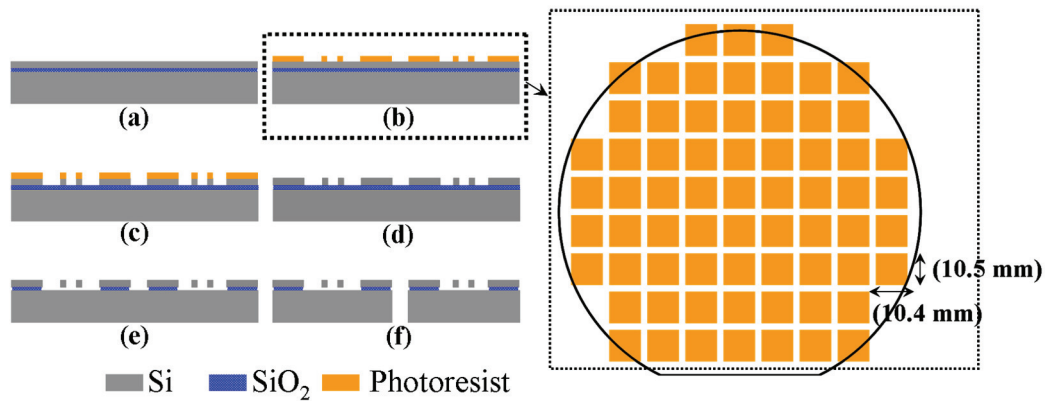 (a)
(b)
(c)
(d)
(e)
(f)
(10.5 mm)
(10.4 mm)
Si
SiO₂
Photoresist